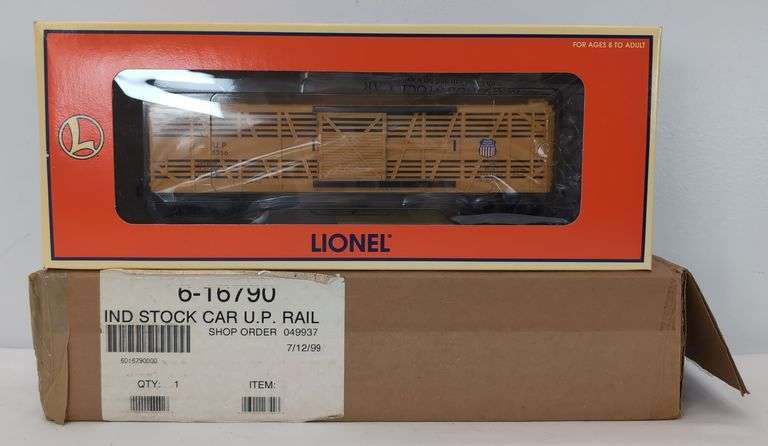 FOR AGES 8 TO ADULT
L
U.P
LIONEL
6-16790
IND STOCK CAR U.P. RAIL
SHOP ORDER 049937
7/12/99
QTY: 1
ITEM: